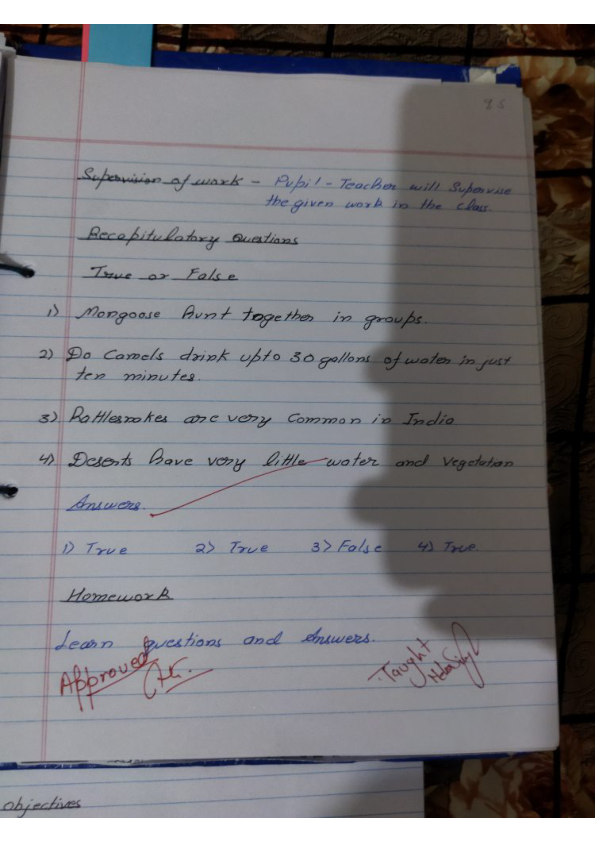 86
Supervision of work - Pupil-Teacher will Supervise
the given work in the class.
Recapitulatory Questions
True or False
1) Mongoose hunt together in groups.
2) Do Camels drink upto 30 gallons of water in just
ten minutes.
3) Rattlesnakes are very Common in India
4) Deserts have very little water and Vegetation
Answers.
1) True 2) True 3) False 4) True.
Homework
Learn questions and Answers.
Approved
Taught
objectives